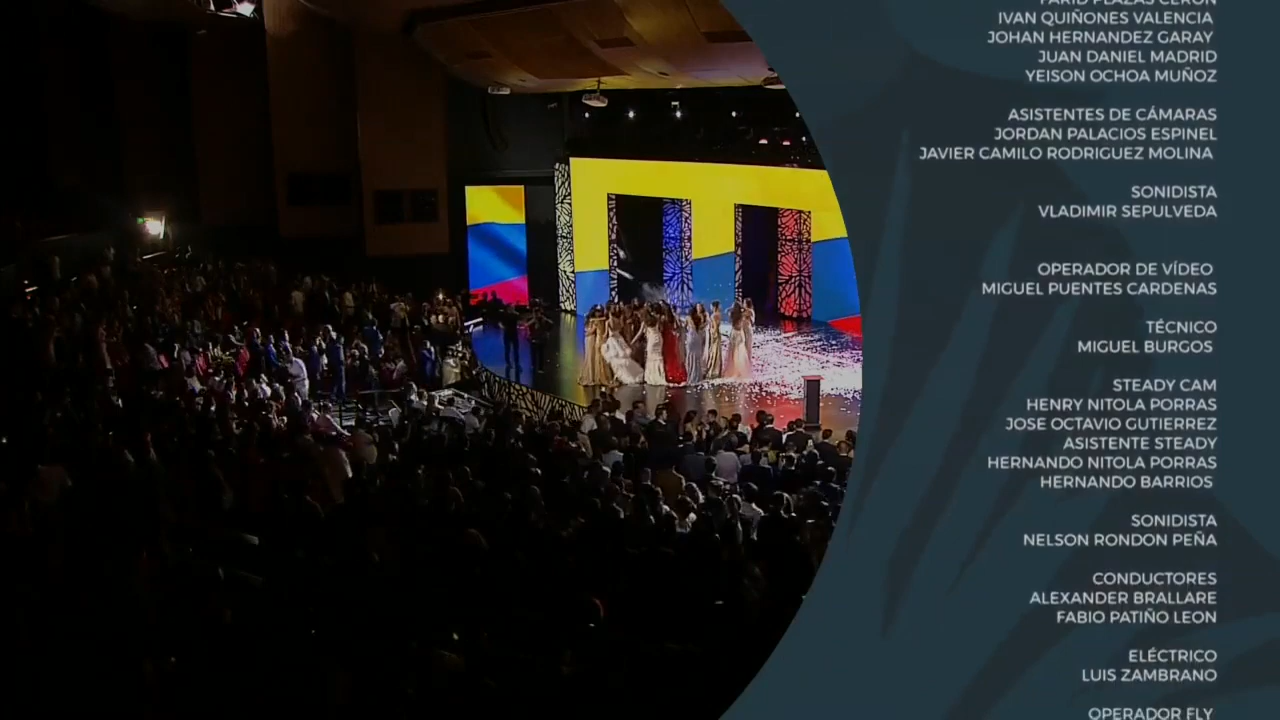 FARID PLAZAS CERON
IVAN QUIÑONES VALENCIA
JOHAN HERNANDEZ GARAY
JUAN DANIEL MADRID
YEISON OCHOA MUÑOZ
ASISTENTES DE CÁMARAS
JORDAN PALACIOS ESPINEL
JAVIER CAMILO RODRIGUEZ MOLINA
SONIDISTA
VLADIMIR SEPULVEDA
OPERADOR DE VÍDEO
MIGUEL PUENTES CARDENAS
TÉCNICO
MIGUEL BURGOS
STEADY CAM
HENRY NITOLA PORRAS
JOSE OCTAVIO GUTIERREZ
ASISTENTE STEADY
HERNANDO NITOLA PORRAS
HERNANDO BARRIOS
SONIDISTA
NELSON RONDON PEÑA
CONDUCTORES
ALEXANDER BRALLARE
FABIO PATIÑO LEON
ELÉCTRICO
LUIS ZAMBRANO
OPERADOR FLY